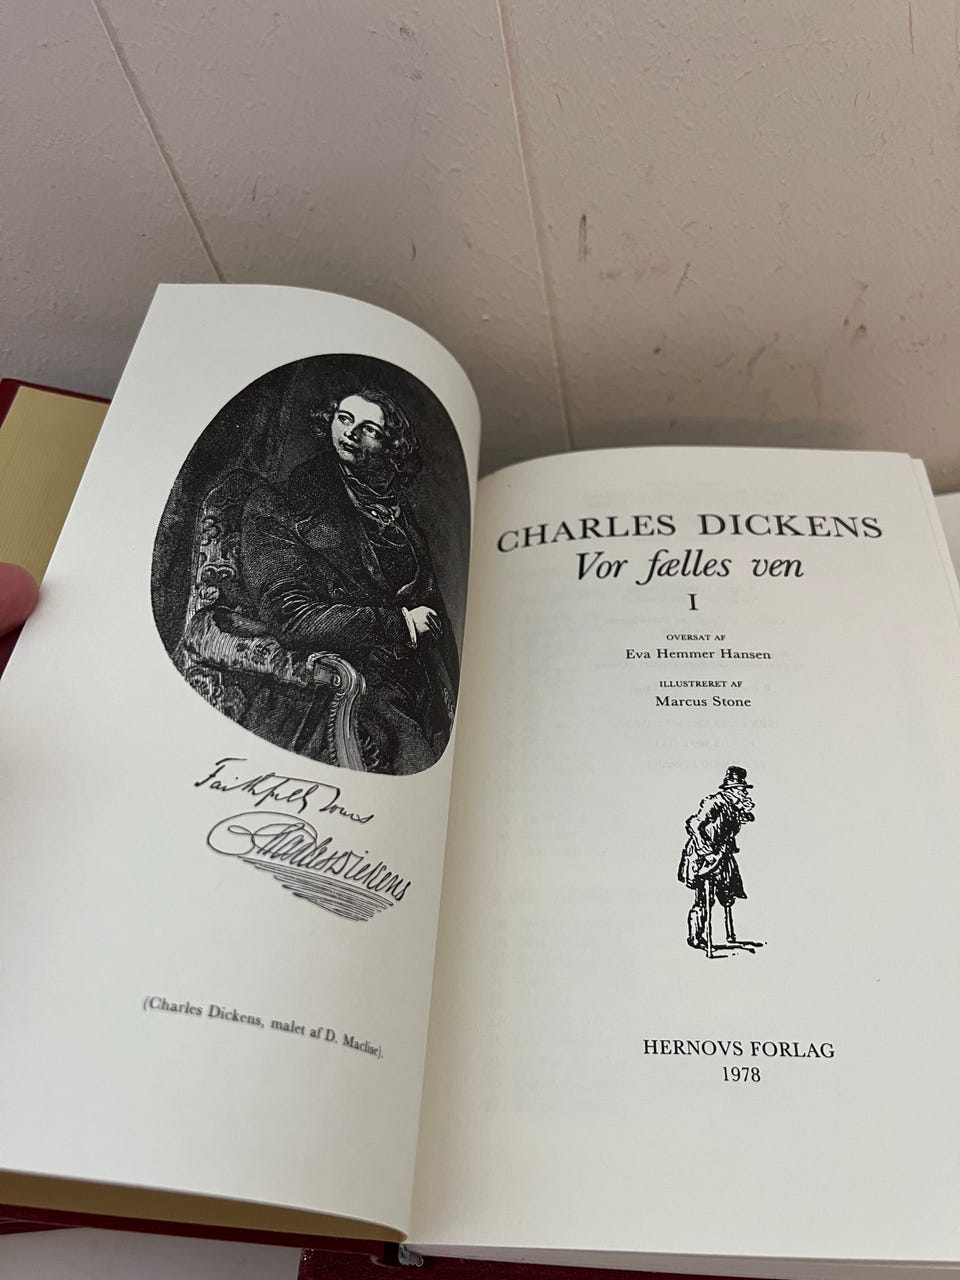 Faithfully Yours
Charles Dickens
(Charles Dickens, malet af D. Maclise).
CHARLES DICKENS
Vor fælles ven
I
OVERSAT AF
Eva Hemmer Hansen
ILLUSTRERET AF
Marcus Stone
HERNOVS FORLAG
1978